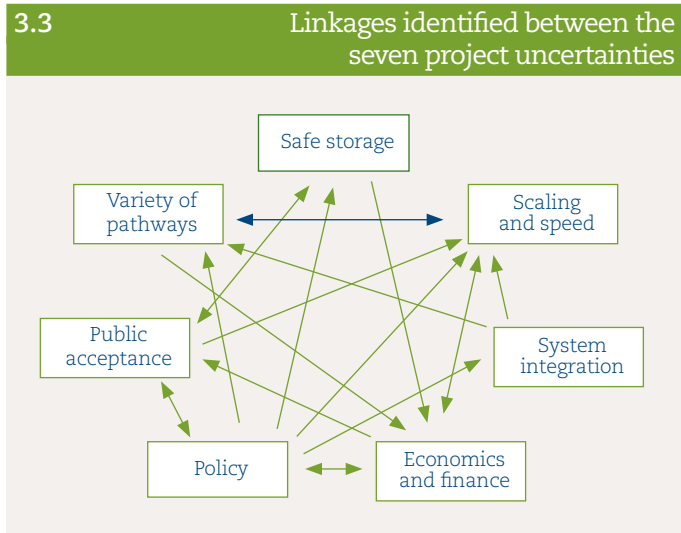 3.3
Linkages identified between the
seven project uncertainties
Safe storage
Variety of
pathways
Scaling
and speed
Public
acceptance
System
integration
Policy
Economics
and finance